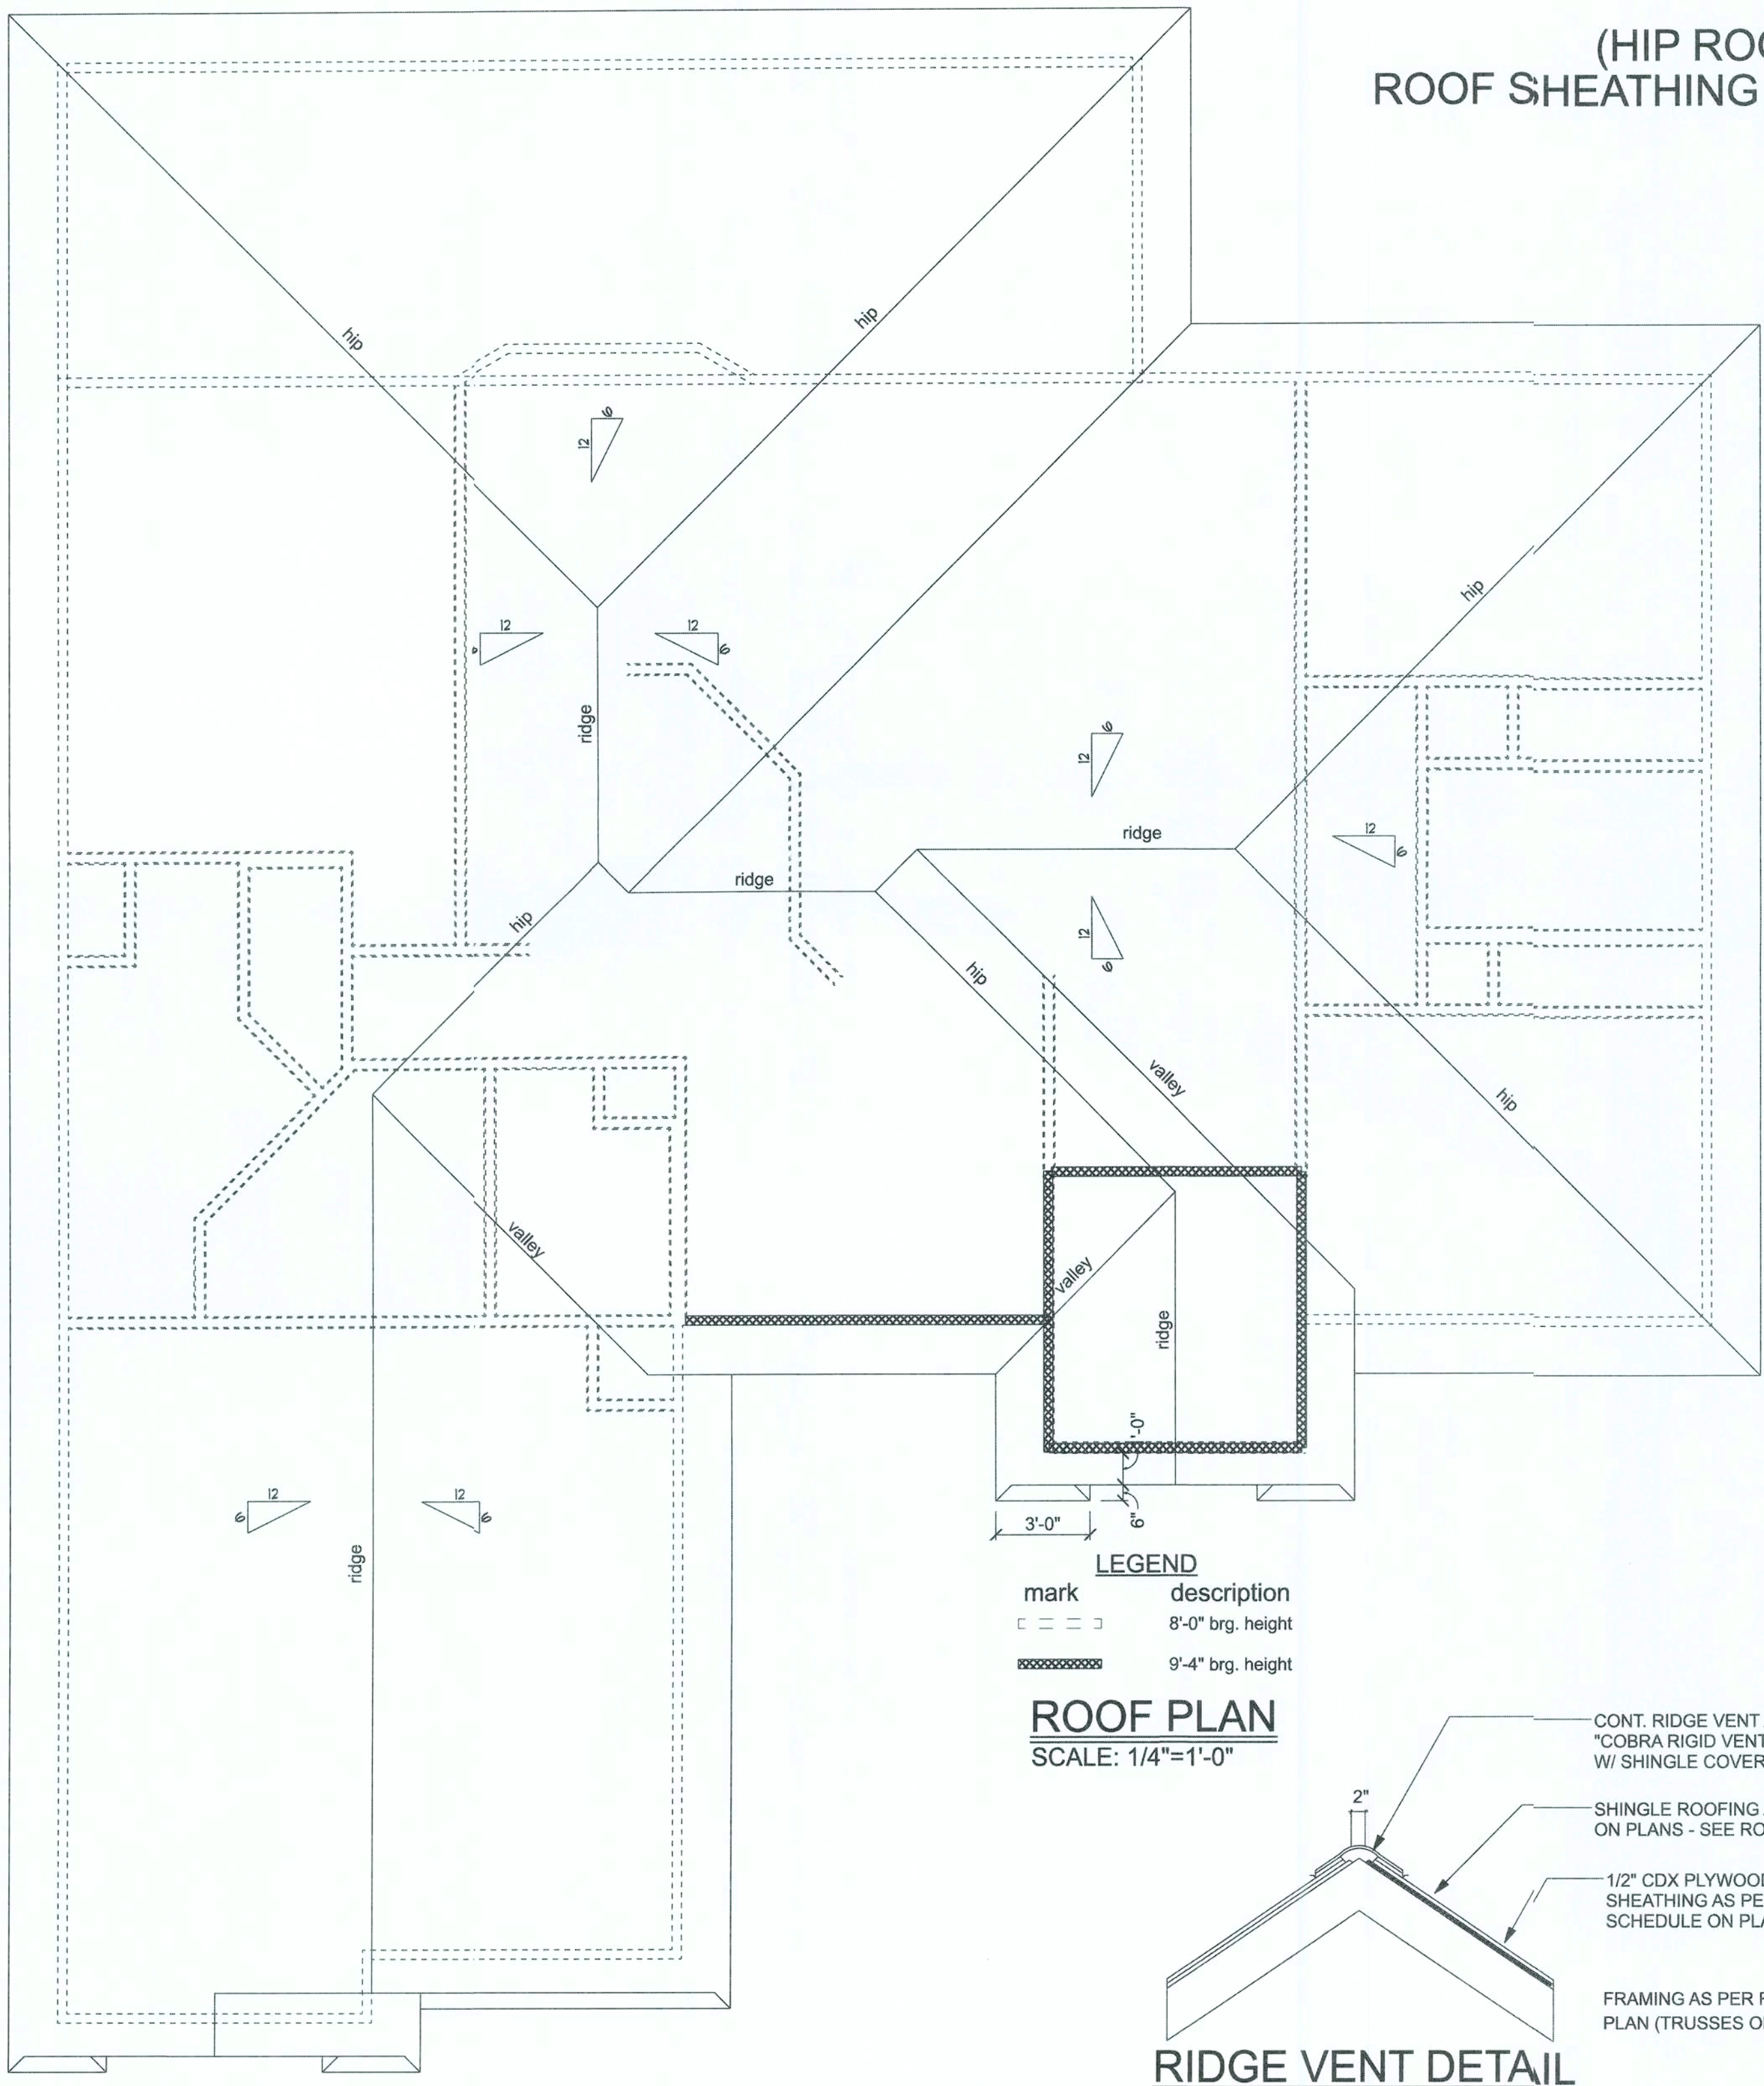 (HIP ROO
ROOF SHEATHING
hip
hip
6
12
12
12
6
ridge
hip
6
12
ridge
12
6
ridge
hip
12
6
hip
valley
hip
valley
valley
ridge
12
6
12
6
ridge
'-0"
6"
3'-0"
LEGEND
mark description
8'-0" brg. height
9'-4" brg. height
ROOF PLAN
SCALE: 1/4"=1'-0"
CONT. RIDGE VENT
"COBRA RIGID VENT
W/ SHINGLE COVER
2"
SHINGLE ROOFING
ON PLANS - SEE RO
1/2" CDX PLYWOOD
SHEATHING AS PE
SCHEDULE ON PLA
FRAMING AS PER
PLAN (TRUSSES O
RIDGE VENT DETAIL